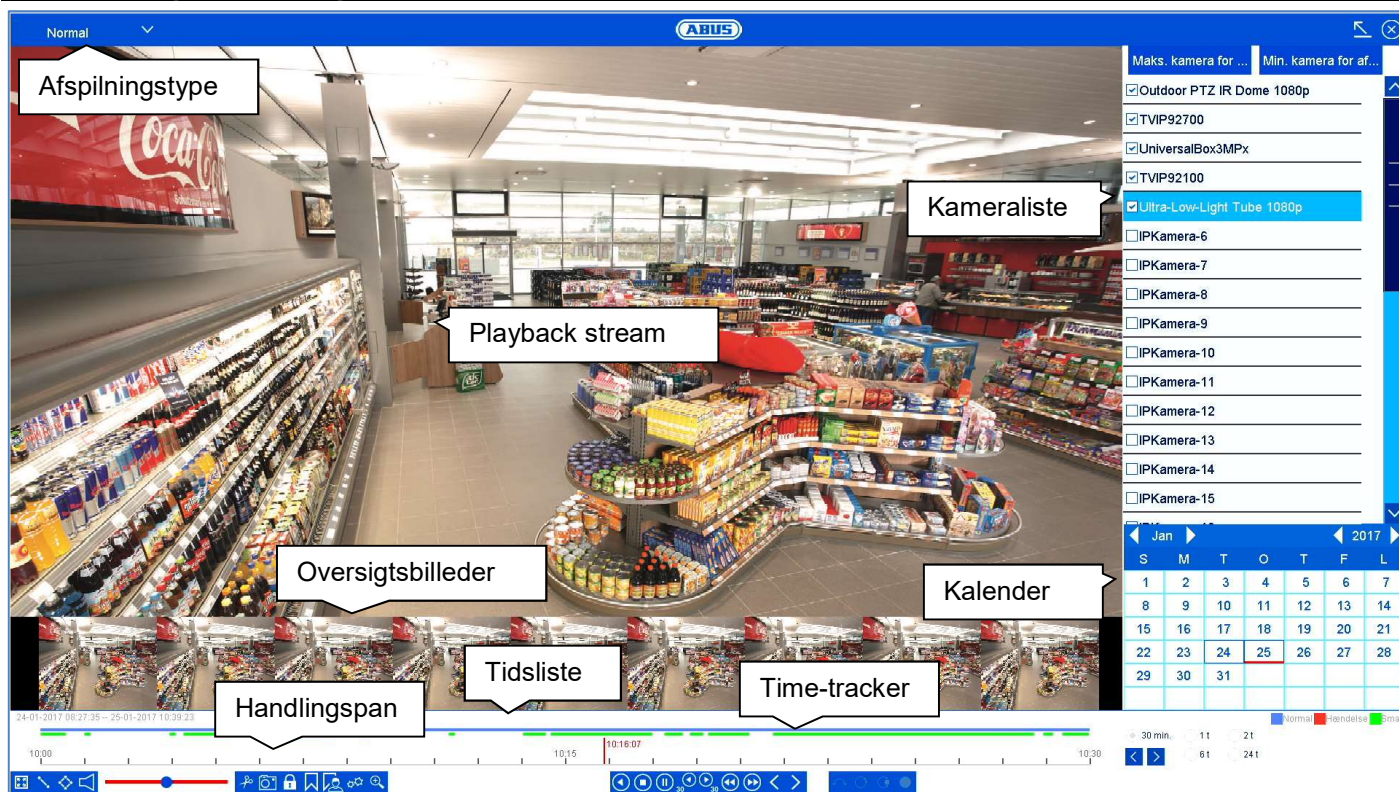 Normal
ABUS
Afspilningstype
Maks. kamera for ...
Min. kamera for af...
Outdoor PTZ IR Dome 1080p
TVIP92700
UniversalBox3MPx
TVIP92100
Ultra-Low-Light Tube 1080p
IPKamera-6
IPKamera-7
IPKamera-8
IPKamera-9
IPKamera-10
IPKamera-11
IPKamera-12
IPKamera-13
IPKamera-14
IPKamera-15
Coca-Cola
Kameraliste
Playback stream
Oversigtsbilleder
Kalender
Jan
2017
S M T O T F L
1 2 3 4 5 6 7
8 9 10 11 12 13 14
15 16 17 18 19 20 21
22 23 24 25 26 27 28
29 30 31
Tidsliste
Time-tracker
Handlingspan
24-01-2017 08:27:35 -- 25-01-2017 10:39:23
Normal Hændelse Sma
10:00
10:15
10:16:07
10:30
30 min. 1 t 2 t
6 t 24 t
30 30